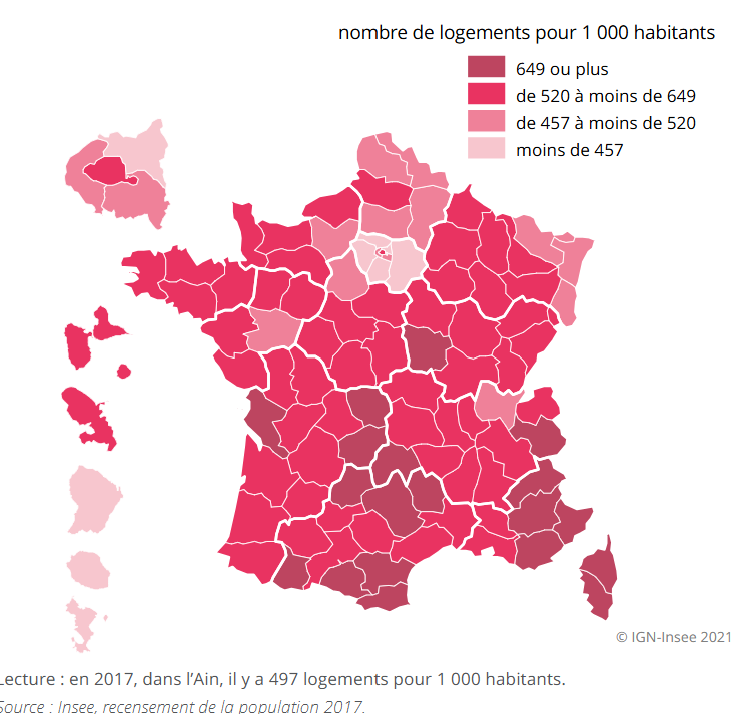 nombre de logements pour 1 000 habitants
649 ou plus
de 520 à moins de 649
de 457 à moins de 520
moins de 457
© IGN-Insee 2021
Lecture : en 2017, dans l’Ain, il y a 497 logements pour 1 000 habitants.
Source : Insee, recensement de la population 2017.